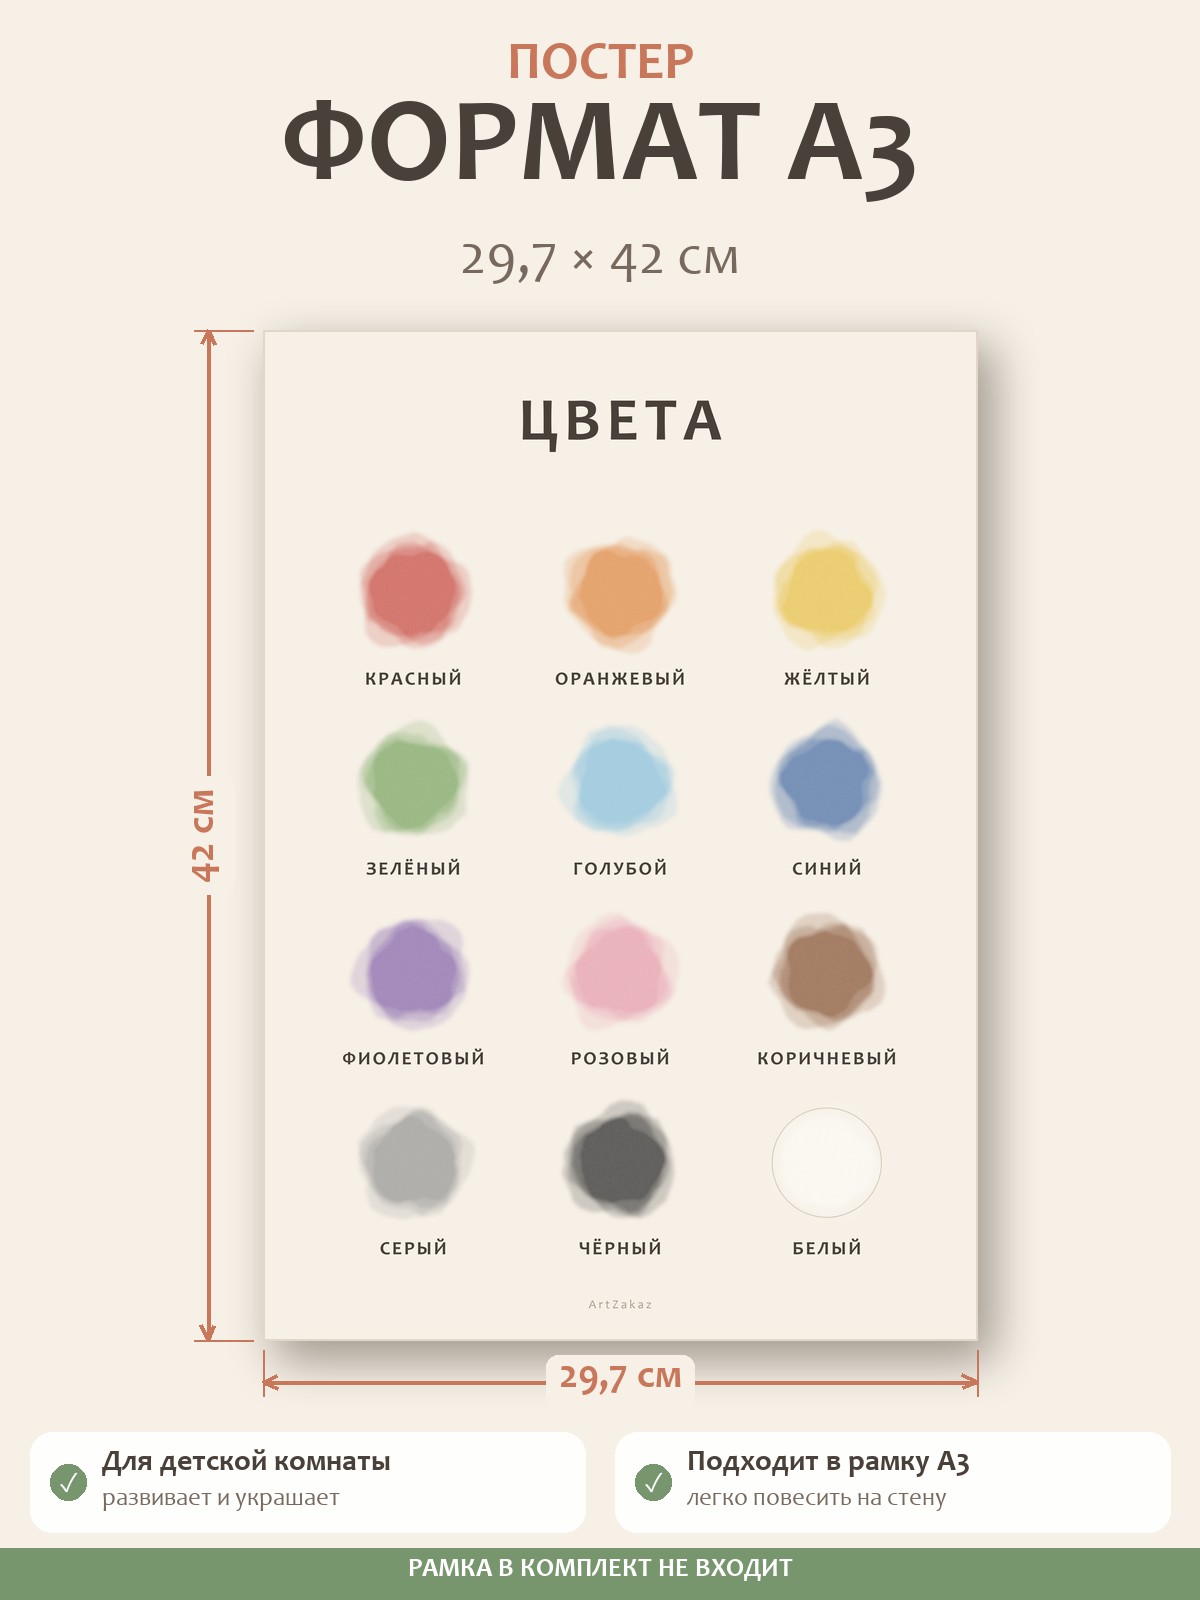 ПОСТЕР
ФОРМАТ А3
29,7 × 42 см
ЦВЕТА
КРАСНЫЙ ОРАНЖЕВЫЙ ЖЁЛТЫЙ
ЗЕЛЁНЫЙ ГОЛУБОЙ СИНИЙ
ФИОЛЕТОВЫЙ РОЗОВЫЙ КОРИЧНЕВЫЙ
СЕРЫЙ ЧЁРНЫЙ БЕЛЫЙ
ArtZakaz
42 см
29,7 см
Для детской комнаты
развивает и украшает
Подходит в рамку А3
легко повесить на стену
РАМКА В КОМПЛЕКТ НЕ ВХОДИТ